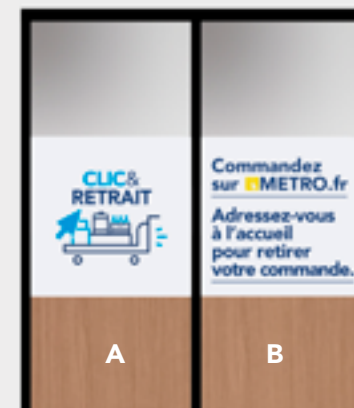 CLIC&
RETRAIT
Commandez
sur METRO.fr
Adressez-vous
à l'accueil
pour retirer
votre commande.
A
B